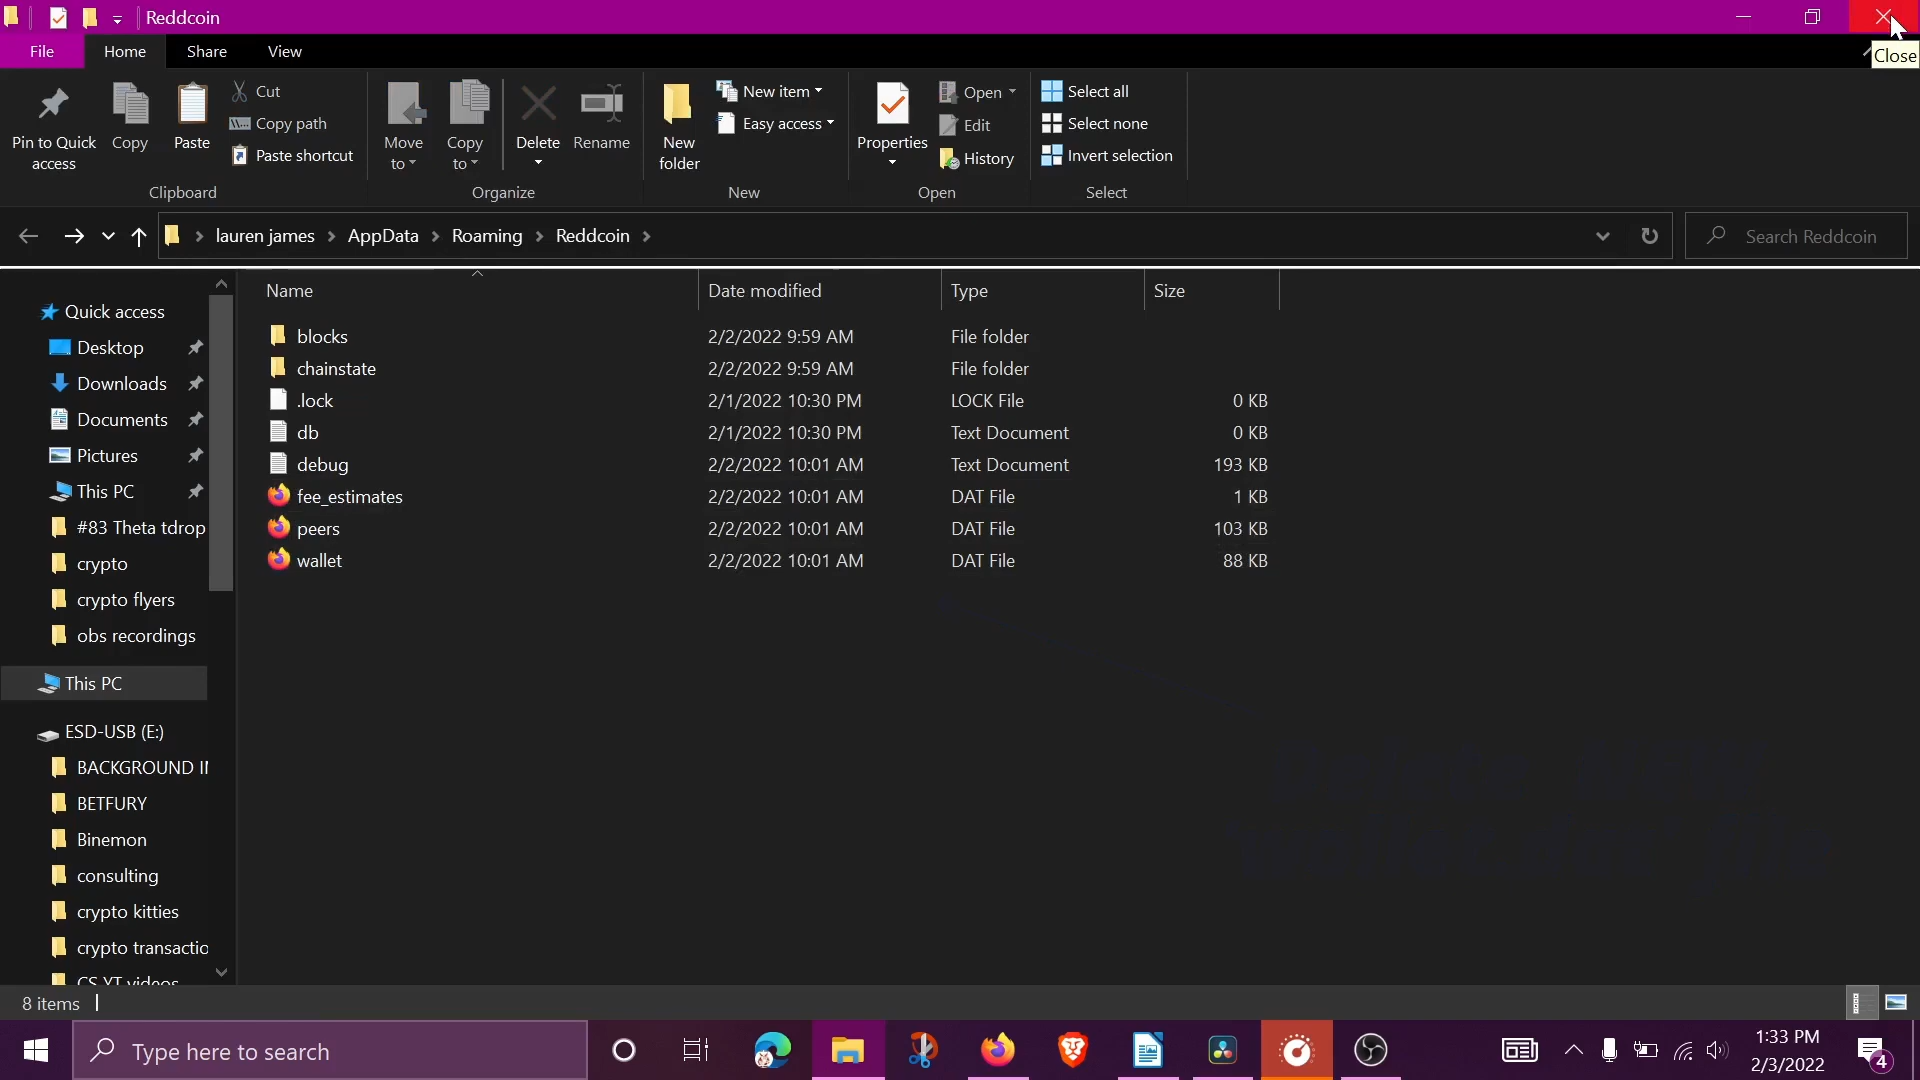 Reddcoin
File Home Share View
Close
Pin to Quick access
Copy
Paste
Cut
Copy path
Paste shortcut
Move to
Copy to
Delete
Rename
New folder
New item
Easy access
Properties
Open
Edit
History
Select all
Select none
Invert selection
Clipboard Organize New Open Select
lauren james > AppData > Roaming > Reddcoin >
Search Reddcoin
Name Date modified Type Size
blocks 2/2/2022 9:59 AM File folder
chainstate 2/2/2022 9:59 AM File folder
.lock 2/1/2022 10:30 PM LOCK File 0 KB
db 2/1/2022 10:30 PM Text Document 0 KB
debug 2/2/2022 10:01 AM Text Document 193 KB
fee_estimates 2/2/2022 10:01 AM DAT File 1 KB
peers 2/2/2022 10:01 AM DAT File 103 KB
wallet 2/2/2022 10:01 AM DAT File 88 KB
Quick access
Desktop
Downloads
Documents
Pictures
This PC
#83 Theta tdrop
crypto
crypto flyers
obs recordings
This PC
ESD-USB (E:)
BACKGROUND I
BETFURY
Binemon
consulting
crypto kitties
crypto transactio
CS YT videos
Delete NEW
file
8 items
Type here to search
1:33 PM
2/3/2022
4